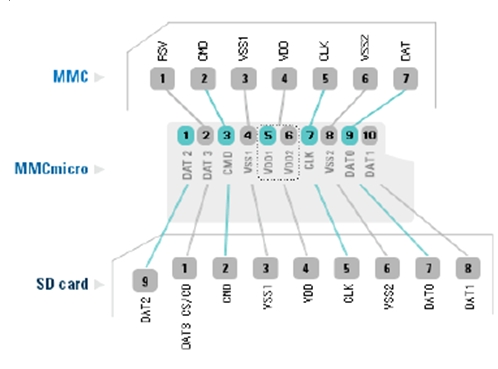 RSV CMD VSS1 VDD CLK VSS2 DAT
MMC 1 2 3 4 5 6 7
1 2 3 4 5 6 7 8 9 10
MMCmicro DAT 2 DAT 3 CMD VSS1 VDD1 VDD2 CLK VSS2 DAT0 DAT1
SD card 9 1 2 3 4 5 6 7 8
DAT2 DAT3 CS/CD CMD VSS1 VDD CLK VSS2 DAT0 DAT1